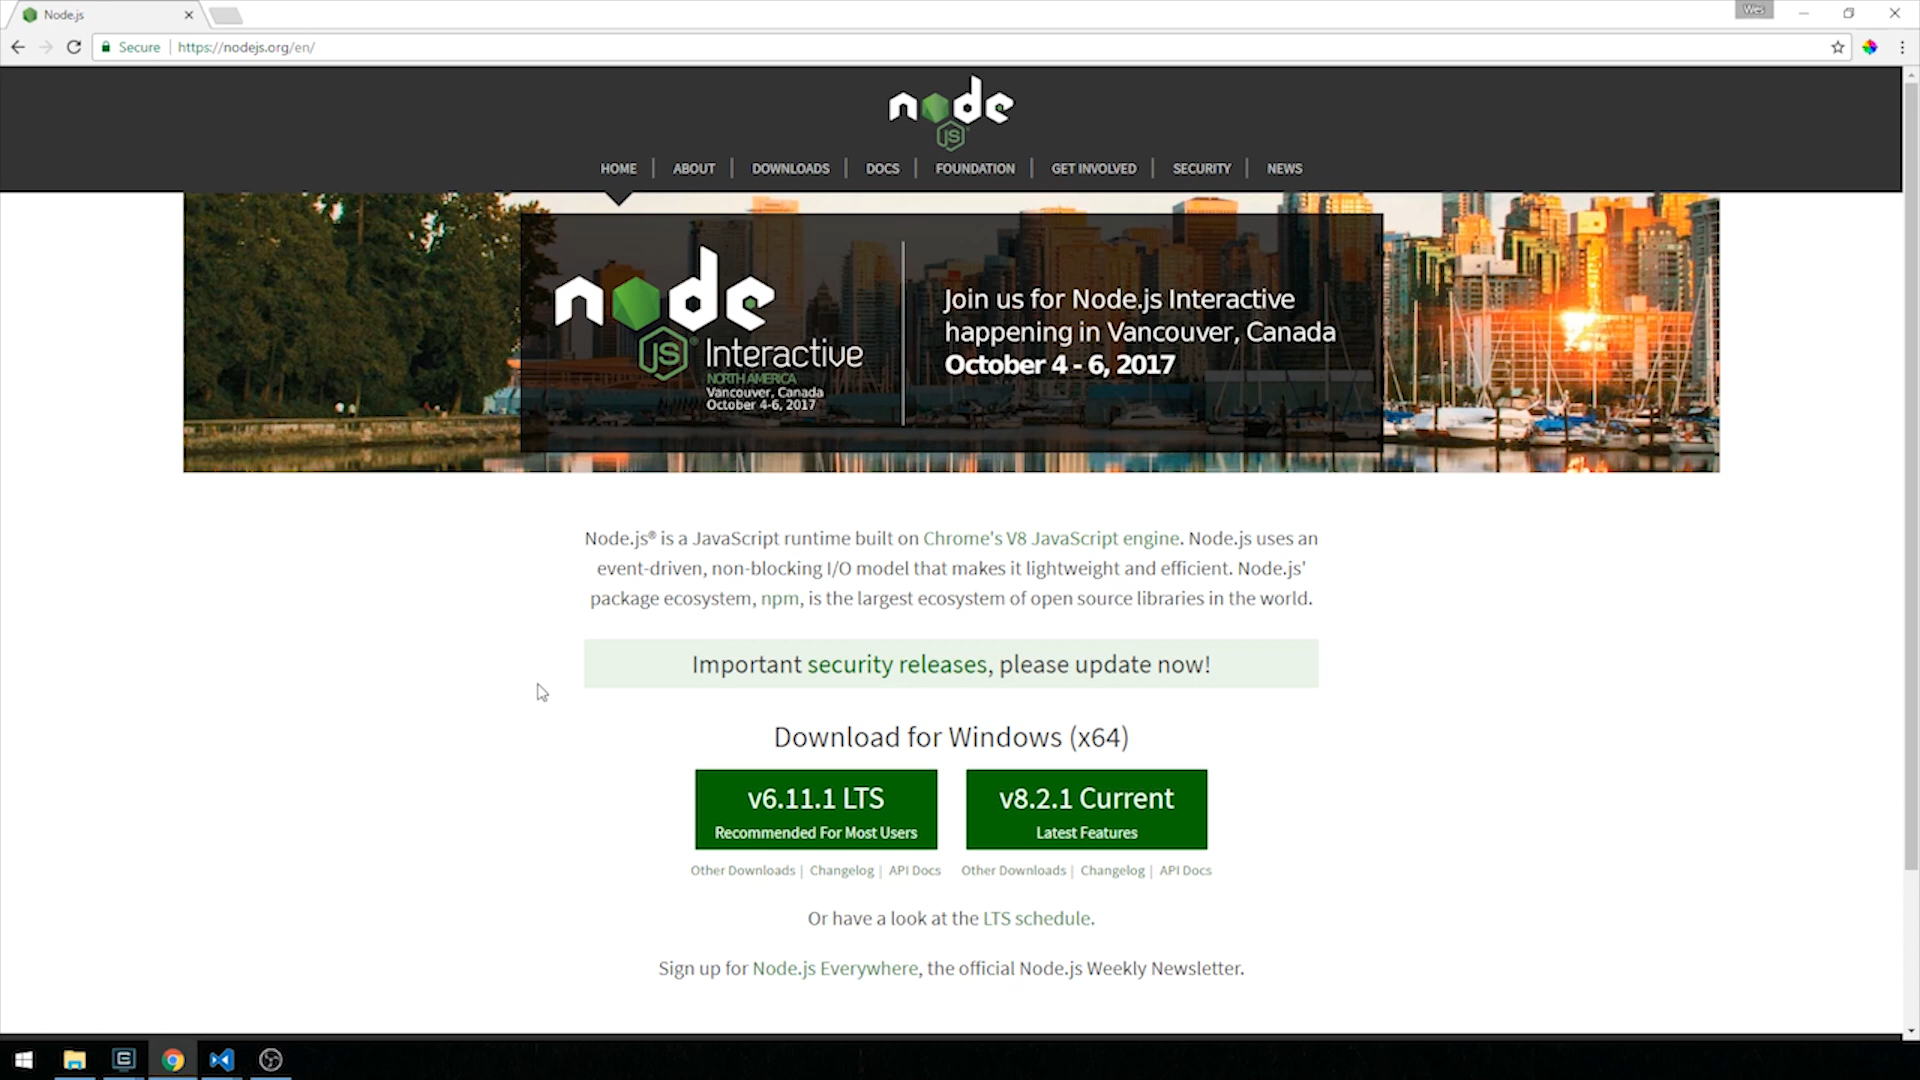 Node.js
Wes
Secure | https://nodejs.org/en/
node
JS
HOME | ABOUT | DOWNLOADS | DOCS | FOUNDATION | GET INVOLVED | SECURITY | NEWS
node
JS® Interactive
NORTH AMERICA
Vancouver, Canada
October 4-6, 2017
Join us for Node.js Interactive
happening in Vancouver, Canada
October 4 - 6, 2017
Node.js® is a JavaScript runtime built on Chrome's V8 JavaScript engine. Node.js uses an
event-driven, non-blocking I/O model that makes it lightweight and efficient. Node.js'
package ecosystem, npm, is the largest ecosystem of open source libraries in the world.
Important security releases, please update now!
Download for Windows (x64)
v6.11.1 LTS
Recommended For Most Users
v8.2.1 Current
Latest Features
Other Downloads | Changelog | API Docs
Other Downloads | Changelog | API Docs
Or have a look at the LTS schedule.
Sign up for Node.js Everywhere, the official Node.js Weekly Newsletter.